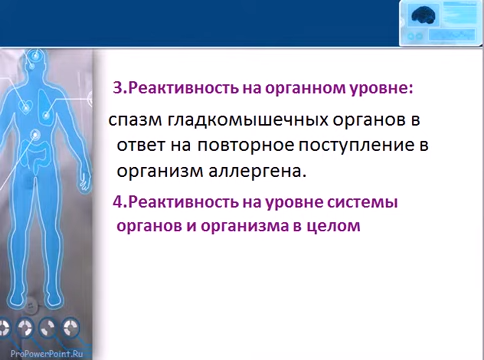 3.Реактивность на органном уровне:
спазм гладкомышечных органов в
ответ на повторное поступление в
организм аллергена.
4.Реактивность на уровне системы
органов и организма в целом
ProPowerPoint.Ru